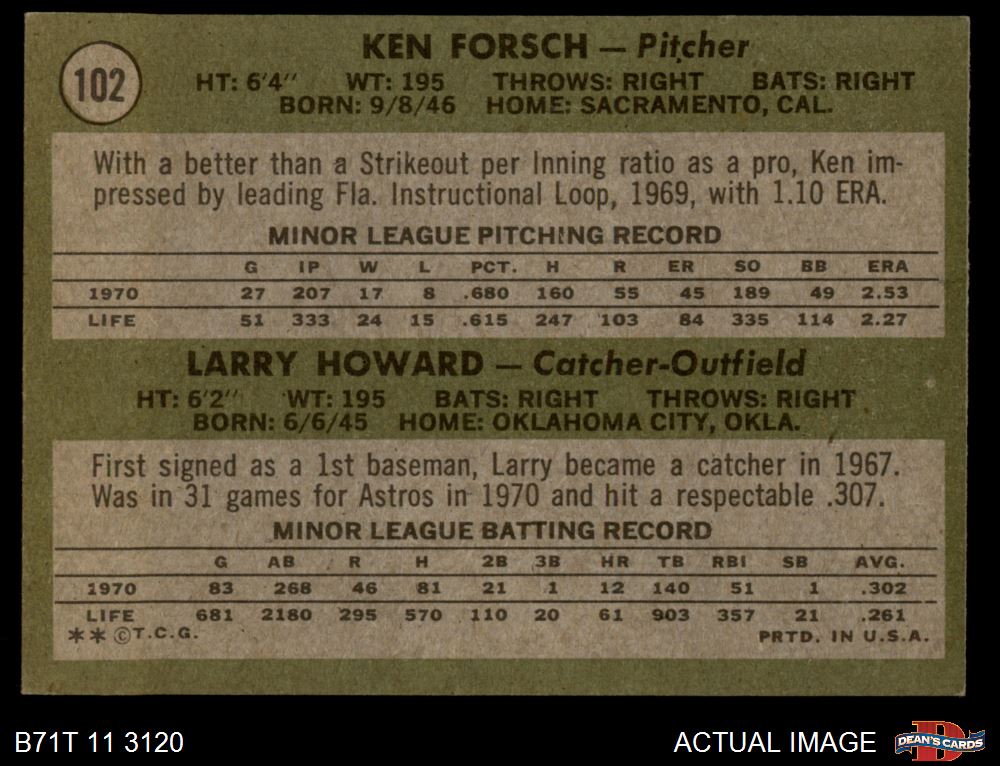 102
KEN FORSCH — Pitcher
HT: 6'4" WT: 195 THROWS: RIGHT BATS: RIGHT
BORN: 9/8/46 HOME: SACRAMENTO, CAL.
With a better than a Strikeout per Inning ratio as a pro, Ken im-
pressed by leading Fla. Instructional Loop, 1969, with 1.10 ERA.
MINOR LEAGUE PITCHING RECORD
G IP W L PCT. H R ER SO BB ERA
1970 27 207 17 8 .680 160 55 45 189 49 2.53
LIFE 51 333 24 15 .615 247 103 84 335 114 2.27
LARRY HOWARD — Catcher-Outfield
HT: 6'2" WT: 195 BATS: RIGHT THROWS: RIGHT
BORN: 6/6/45 HOME: OKLAHOMA CITY, OKLA.
First signed as a 1st baseman, Larry became a catcher in 1967.
Was in 31 games for Astros in 1970 and hit a respectable .307.
MINOR LEAGUE BATTING RECORD
G AB R H 2B 3B HR TB RBI SB AVG.
1970 83 268 46 81 21 1 12 140 51 1 .302
LIFE 681 2180 295 570 110 20 61 903 357 21 .261
**©T.C.G. PRTD. IN U.S.A.
B71T 11 3120 ACTUAL IMAGE DEAN'S CARDS